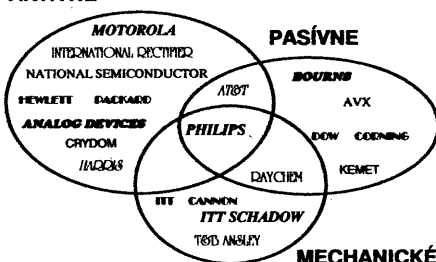 MOTOROLA
INTERNATIONAL RECTIFIER
NATIONAL SEMICONDUCTOR
HEWLETT PACKARD
ANALOG DEVICES
CRYDOM
HARRIS
PASÍVNE
AT&T
BOURNS
AVX
DOW CORNING
KEMET
PHILIPS
RAYCHEM
ITT CANNON
ITT SCHADOW
T&B ANSLEY
MECHANICKÉ